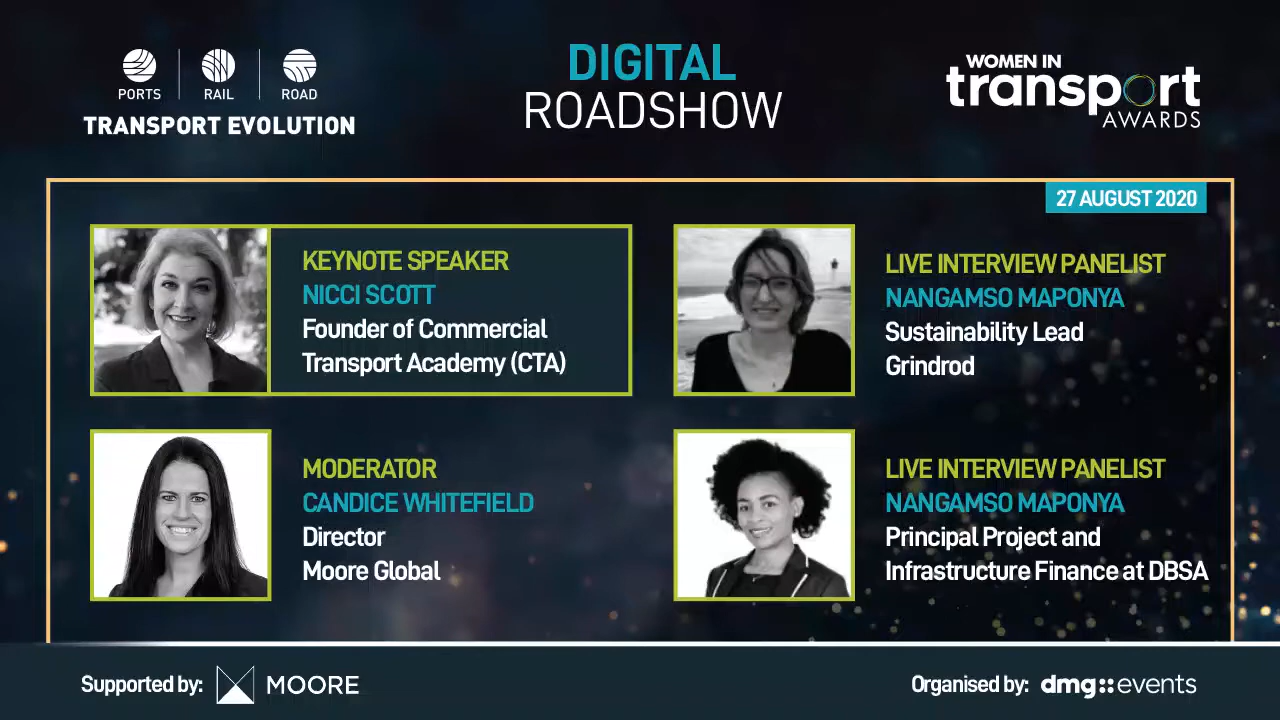 PORTS
RAIL
ROAD
TRANSPORT EVOLUTION
DIGITAL
ROADSHOW
WOMEN IN
transport
AWARDS
27 AUGUST 2020
KEYNOTE SPEAKER
NICCI SCOTT
Founder of Commercial
Transport Academy (CTA)
LIVE INTERVIEW PANELIST
NANGAMSO MAPONYA
Sustainability Lead
Grindrod
MODERATOR
CANDICE WHITEFIELD
Director
Moore Global
LIVE INTERVIEW PANELIST
NANGAMSO MAPONYA
Principal Project and
Infrastructure Finance at DBSA
Supported by: MOORE
Organised by: dmg::events